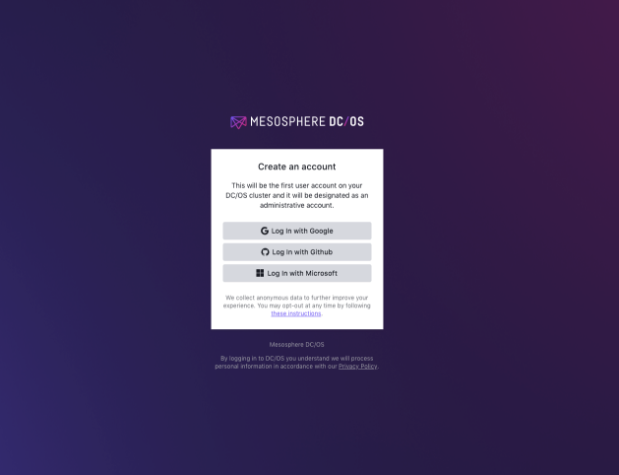 MESOSPHERE DC/OS
Create an account
This will be the first user account on your
DC/OS cluster and it will be designated as an
administrative account.
Log In with Google
Log In with Github
Log In with Microsoft
We collect anonymous data to further improve your
experience. You may opt-out at any time by following
these instructions.
Mesosphere DC/OS
By logging in to DC/OS you understand we will process
personal information in accordance with our Privacy Policy.